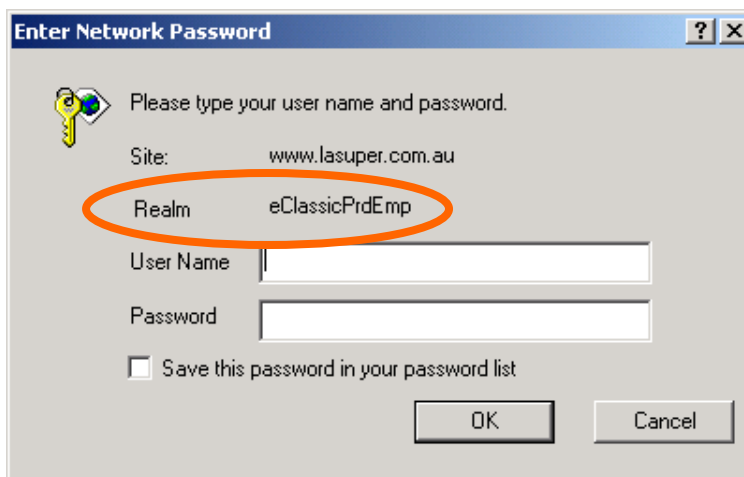 Enter Network Password
Please type your user name and password.
Site: www.lasuper.com.au
Realm eClassicPrdEmp
User Name
Password
Save this password in your password list
OK Cancel